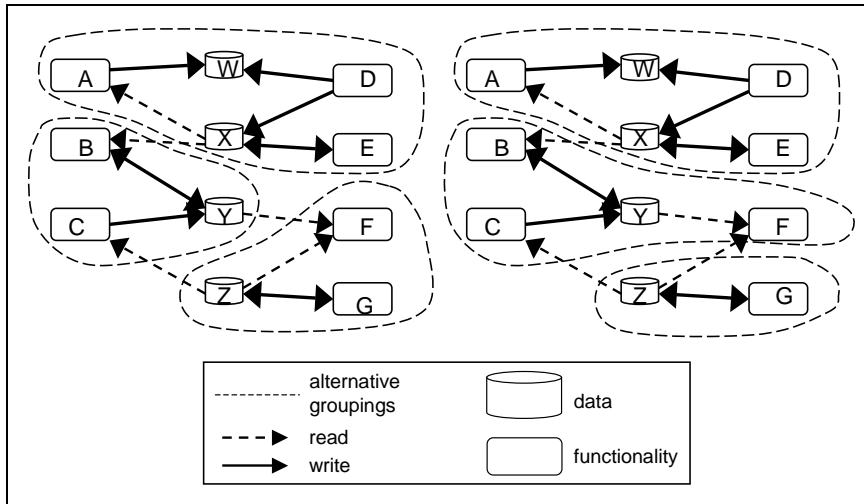 A W D A W D
X X
B E B E
Y Y
C F C F
Z Z
G G
alternative
groupings
data
read
write
functionality